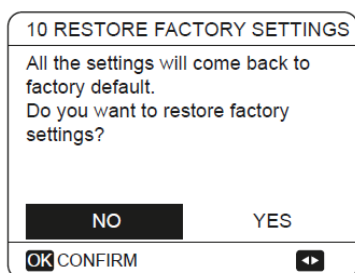 10 RESTORE FACTORY SETTINGS
All the settings will come back to
factory default.
Do you want to restore factory
settings?
NO YES
OK CONFIRM